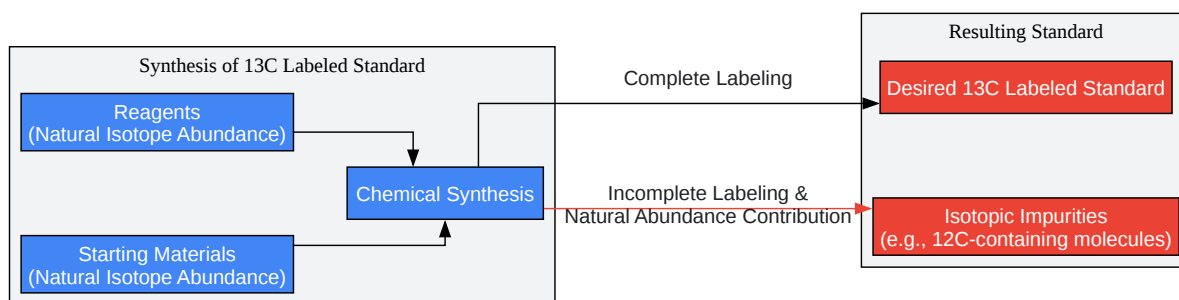 Synthesis of 13C Labeled Standard
Reagents
(Natural Isotope Abundance)
Starting Materials
(Natural Isotope Abundance)
Chemical Synthesis
Complete Labeling
Incomplete Labeling &
Natural Abundance Contribution
Resulting Standard
Desired 13C Labeled Standard
Isotopic Impurities
(e.g., 12C-containing molecules)